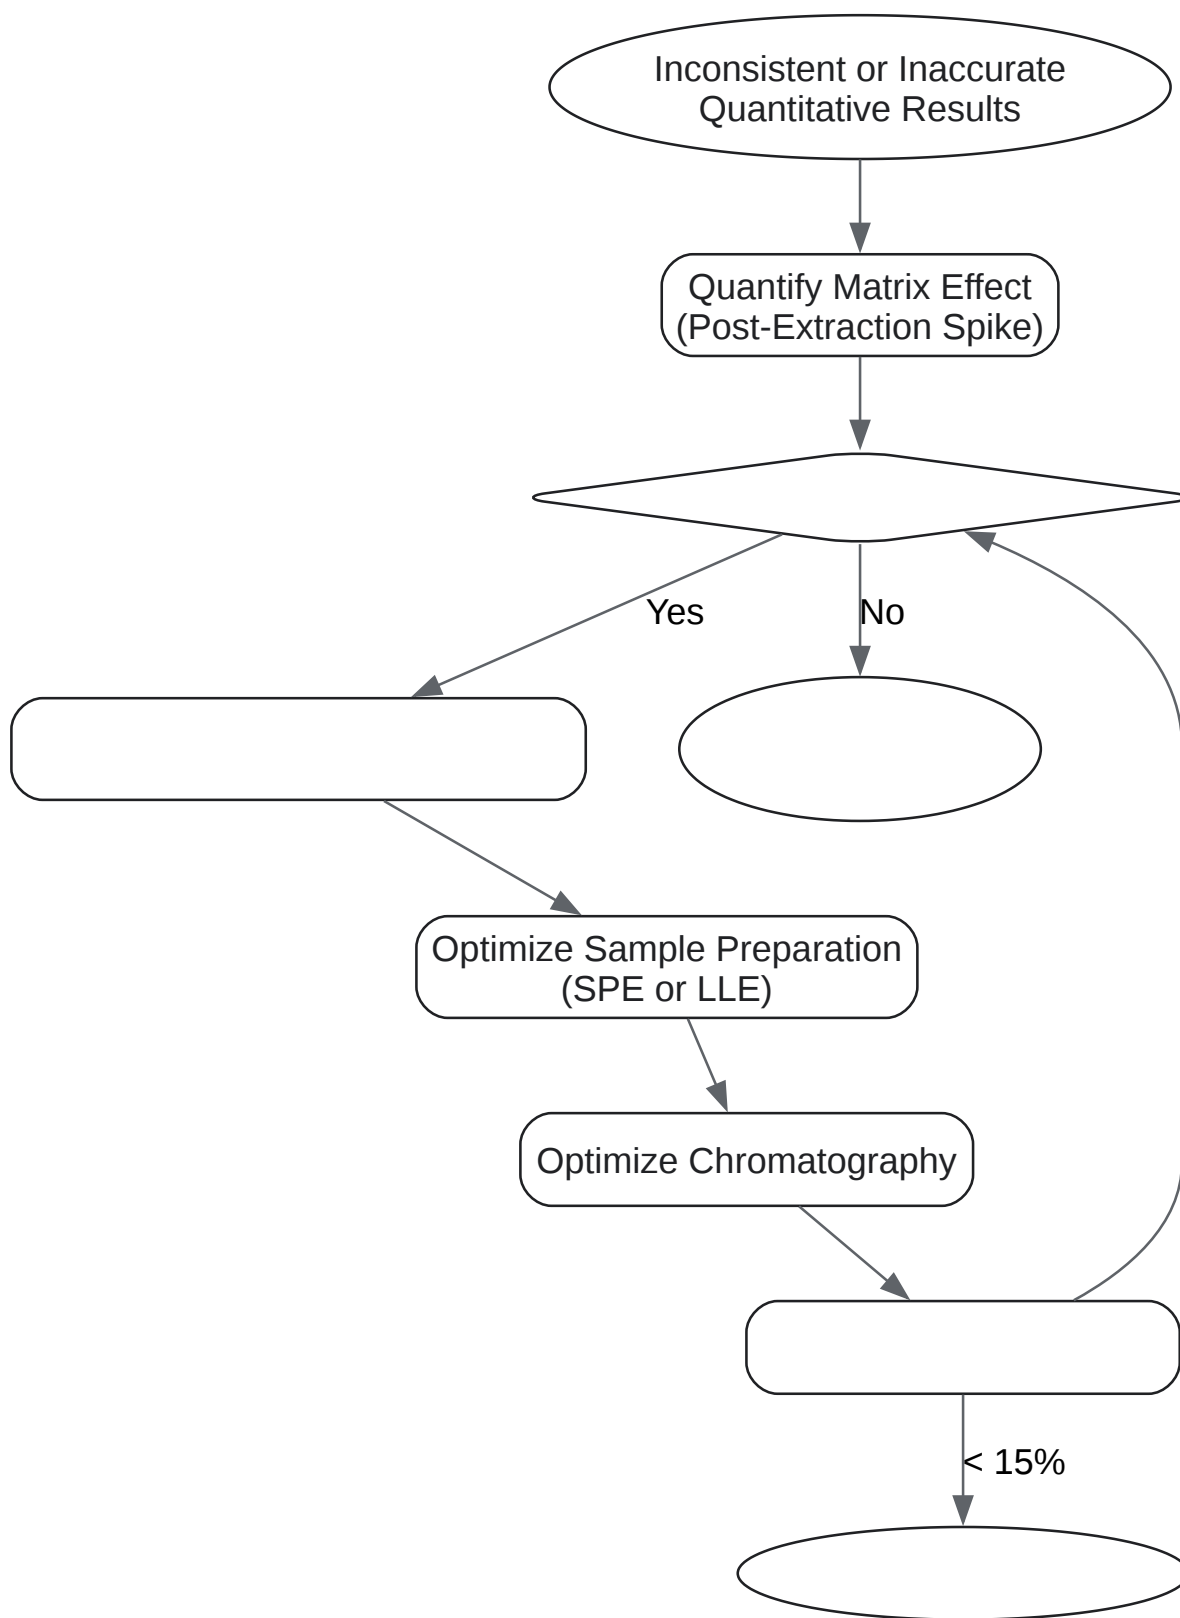 Inconsistent or Inaccurate
Quantitative Results
Quantify Matrix Effect
(Post-Extraction Spike)
Yes
No
Optimize Sample Preparation
(SPE or LLE)
Optimize Chromatography
< 15%